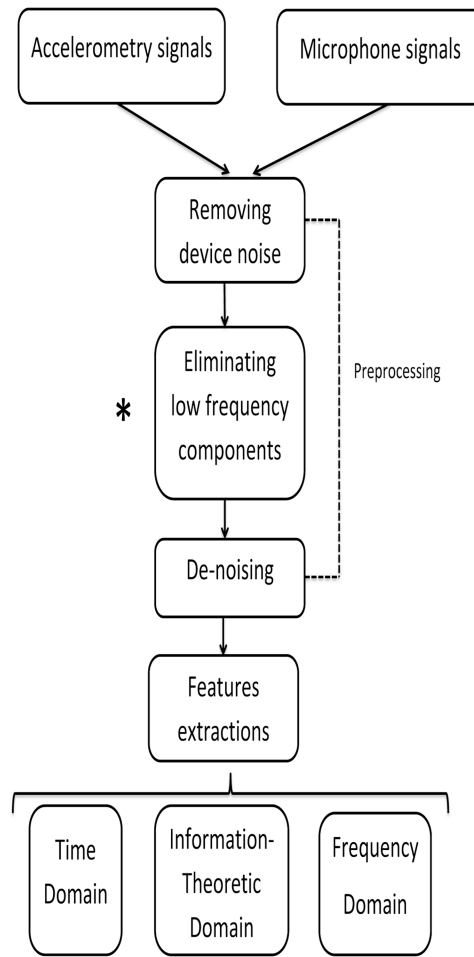 Accelerometry signals
Microphone signals
Removing
device noise
Eliminating
low frequency
components
*
Preprocessing
De-noising
Features
extractions
Time
Domain
Information-
Theoretic
Domain
Frequency
Domain